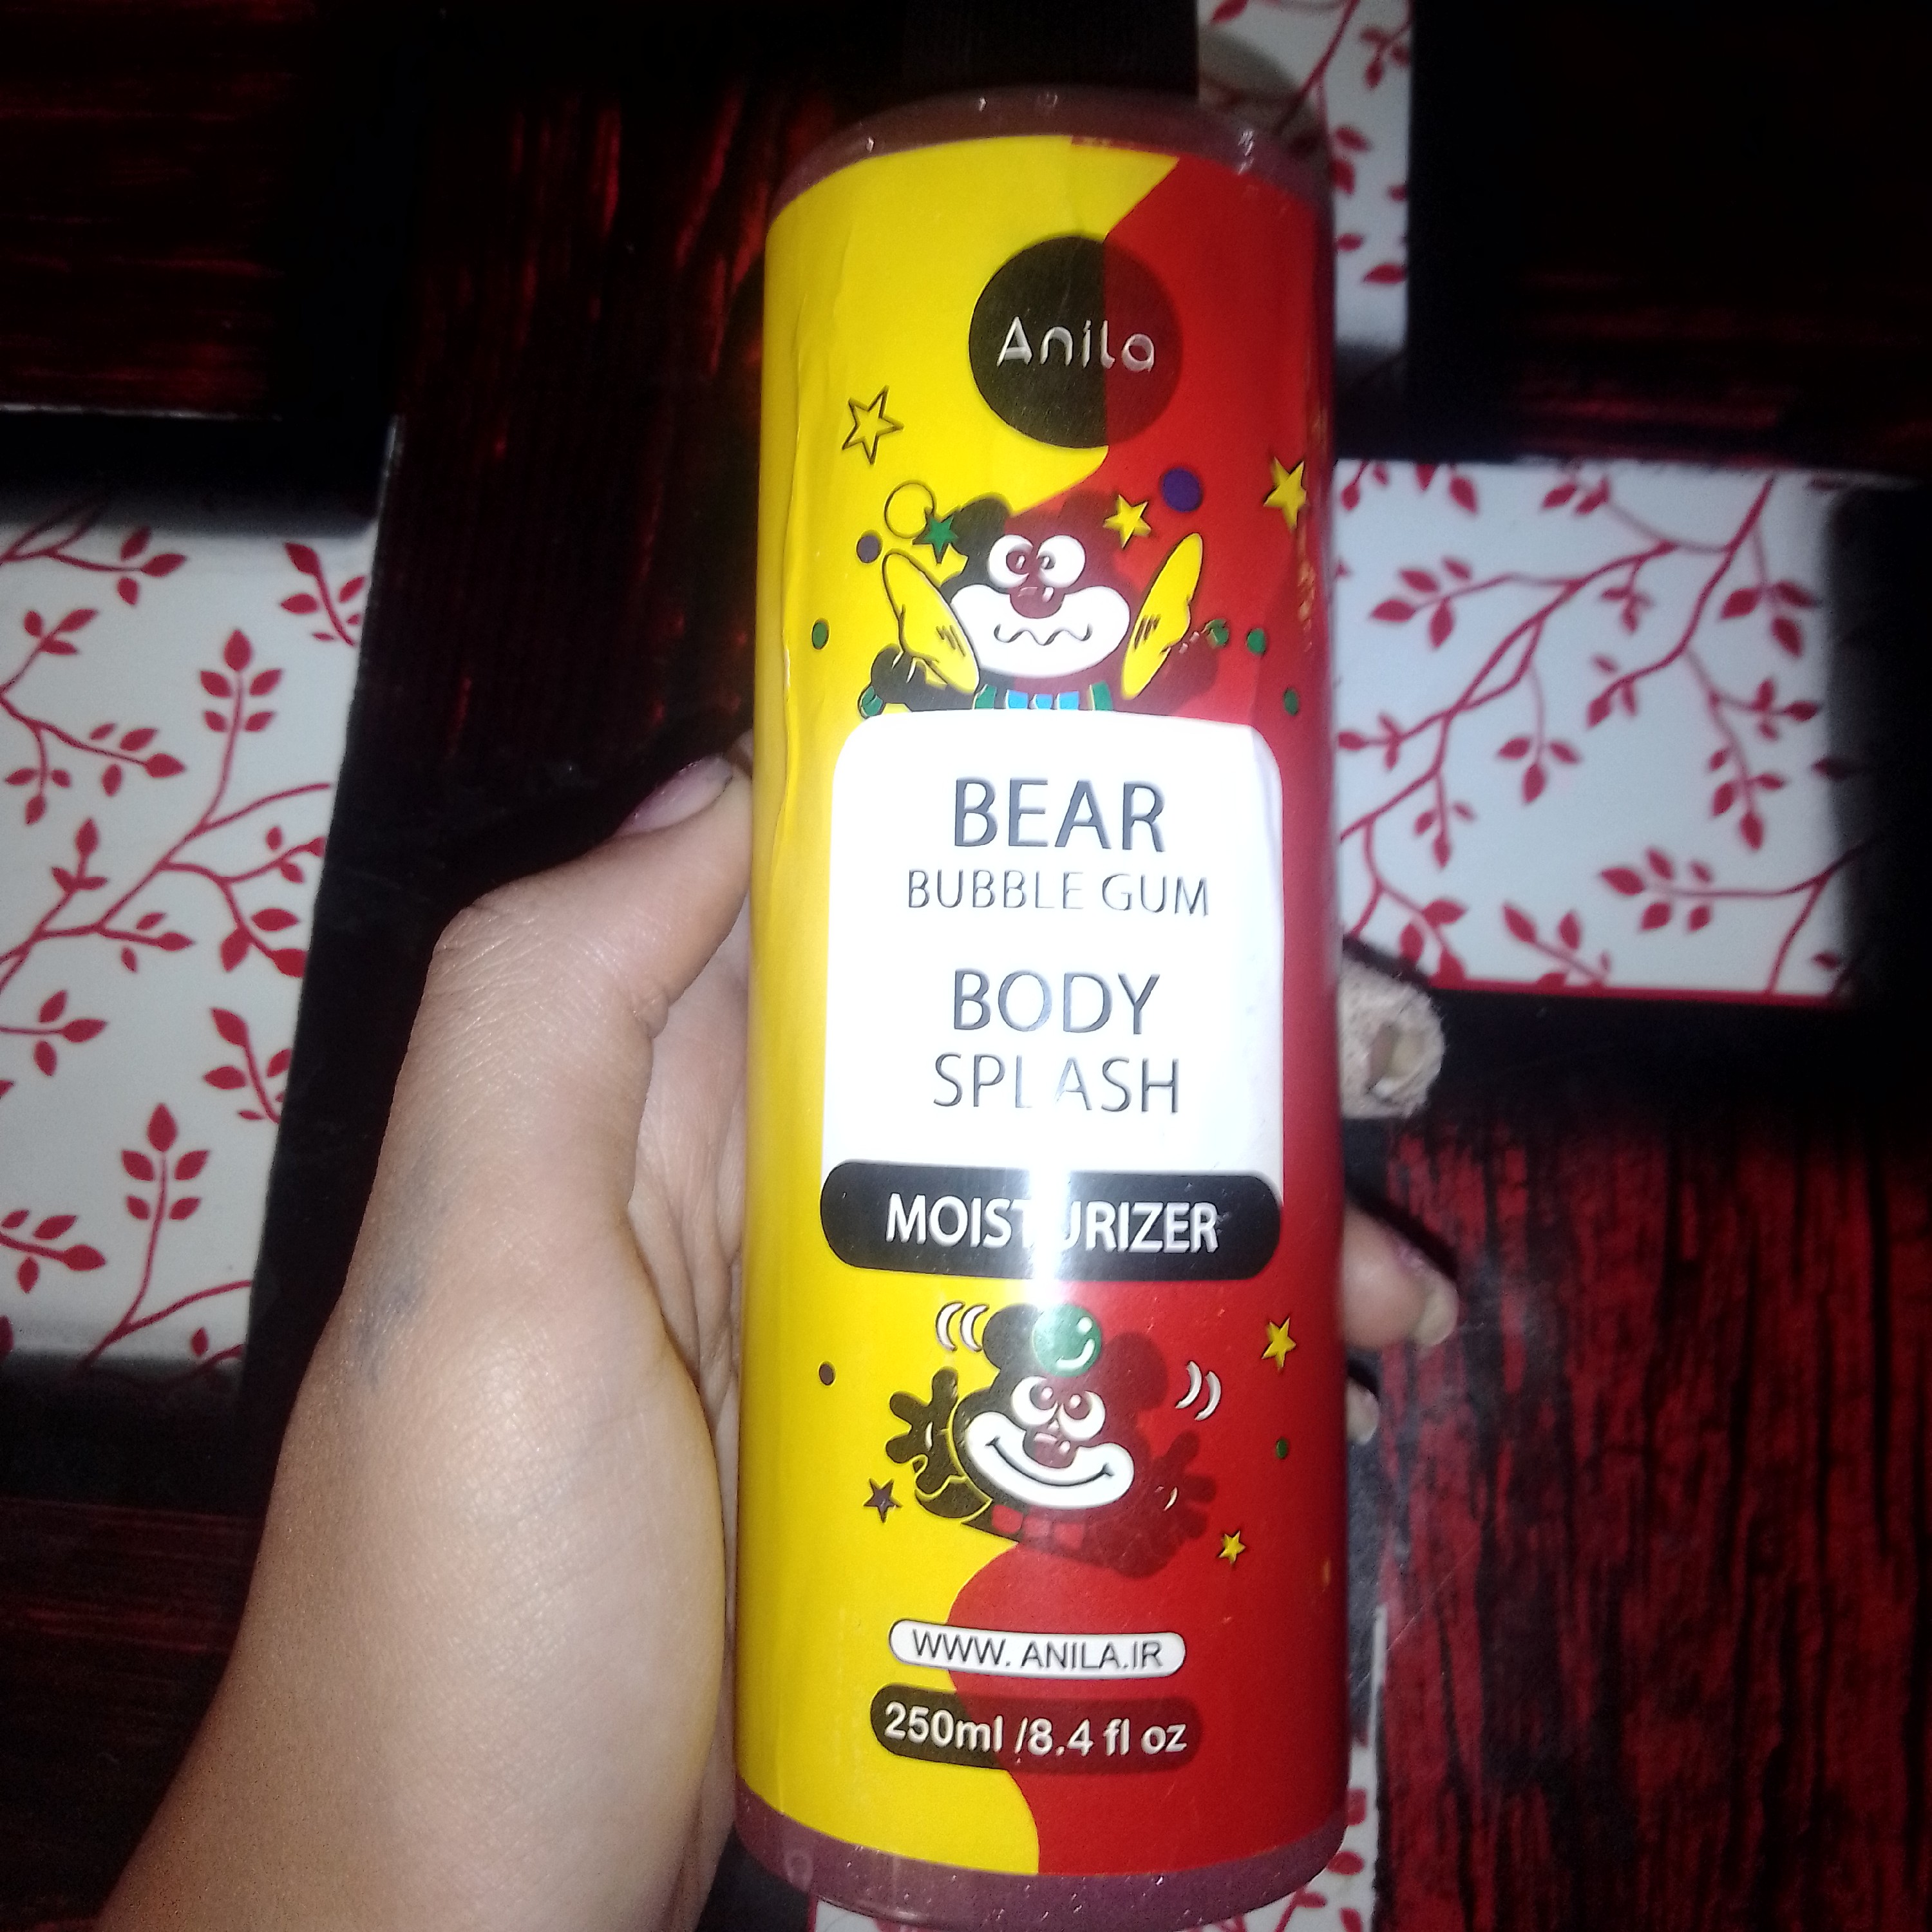 Anila
BEAR
BUBBLE GUM
BODY
SPLASH
MOISTURIZER
WWW. ANILA.IR
250ml /8.4 fl oz